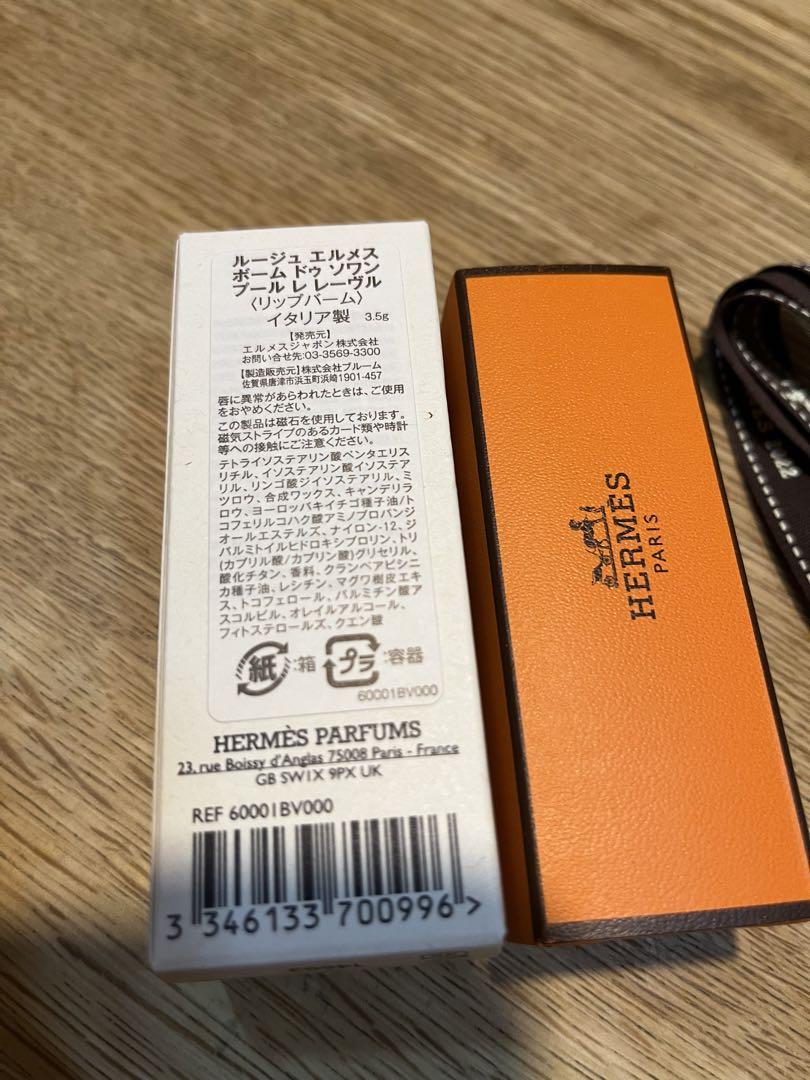 ルージュ エルメス
ボーム ドゥ ソワン
プール レ レーヴル
〈リップバーム〉
イタリア製 3.5g
【発売元】
エルメスジャポン株式会社
お問い合せ先:03-3569-3300
【製造販売元】株式会社ブルーム
佐賀県唐津市浜玉町浜崎1901-457
唇に異常があらわれたときは、ご使用
をおやめください。
この製品は磁石を使用しております。
磁気ストライプのあるカード類や時計
等への接触にご注意ください。
テトライソステアリン酸ペンタエリス
リチル、イソステアリン酸イソステア
リル、リンゴ酸ジイソステアリル、ミ
ツロウ、合成ワックス、キャンデリラ
ロウ、ヨーロッパキイチゴ種子油/ト
コフェリルコハク酸アミノプロパンジ
オールエステルズ、ナイロン-12、ジ
パルミトイルヒドロキシプロリン、トリ
(カプリル酸/カプリン酸)グリセリル、
酸化チタン、香料、クランベアビシニ
カ種子油、レシチン、マグワ樹皮エキ
ス、トコフェロール、パルミチン酸ア
スコルビル、オレイルアルコール、
フィトステロールズ、クエン酸
紙:箱 プラ:容器
60001BV000
HERMÈS PARFUMS
23, rue Boissy d'Anglas 75008 Paris - France
GB SW1X 9PX UK
REF 60001BV000
3 346133 700996 >
HERMÈS
PARIS